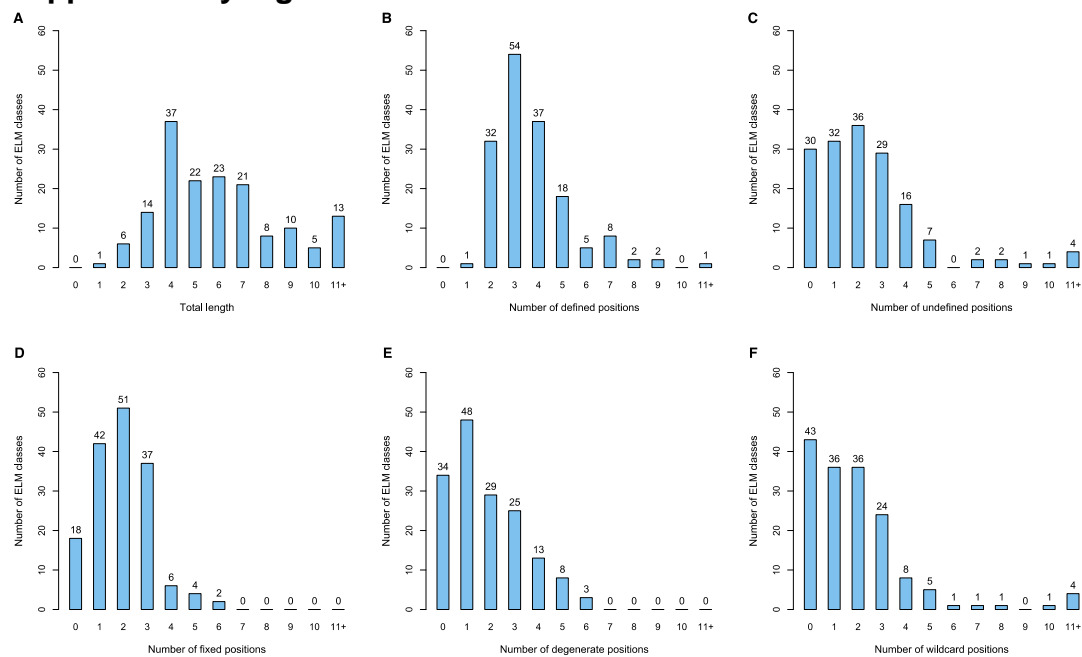 A
Number of ELM classes
60
50
40
30
20
10
0
0 1 6 14 37 22 23 21 8 10 5 13
0 1 2 3 4 5 6 7 8 9 10 11+
Total length
B
Number of ELM classes
60
50
40
30
20
10
0
0 1 32 54 37 18 5 8 2 2 0 1
0 1 2 3 4 5 6 7 8 9 10 11+
Number of defined positions
C
Number of ELM classes
60
50
40
30
20
10
0
30 32 36 29 16 7 0 2 2 1 1 4
0 1 2 3 4 5 6 7 8 9 10 11+
Number of undefined positions
D
Number of ELM classes
60
50
40
30
20
10
0
18 42 51 37 6 4 2 0 0 0 0 0
0 1 2 3 4 5 6 7 8 9 10 11+
Number of fixed positions
E
Number of ELM classes
60
50
40
30
20
10
0
34 48 29 25 13 8 3 0 0 0 0 0
0 1 2 3 4 5 6 7 8 9 10 11+
Number of degenerate positions
F
Number of ELM classes
60
50
40
30
20
10
0
43 36 36 24 8 5 1 1 1 0 1 4
0 1 2 3 4 5 6 7 8 9 10 11+
Number of wildcard positions